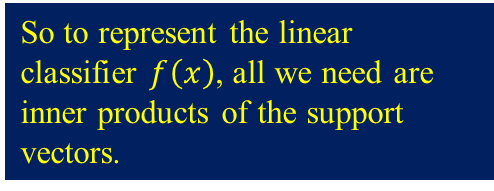 So to represent the linear
classifier 𝑓(𝑥), all we need are
inner products of the support
vectors.